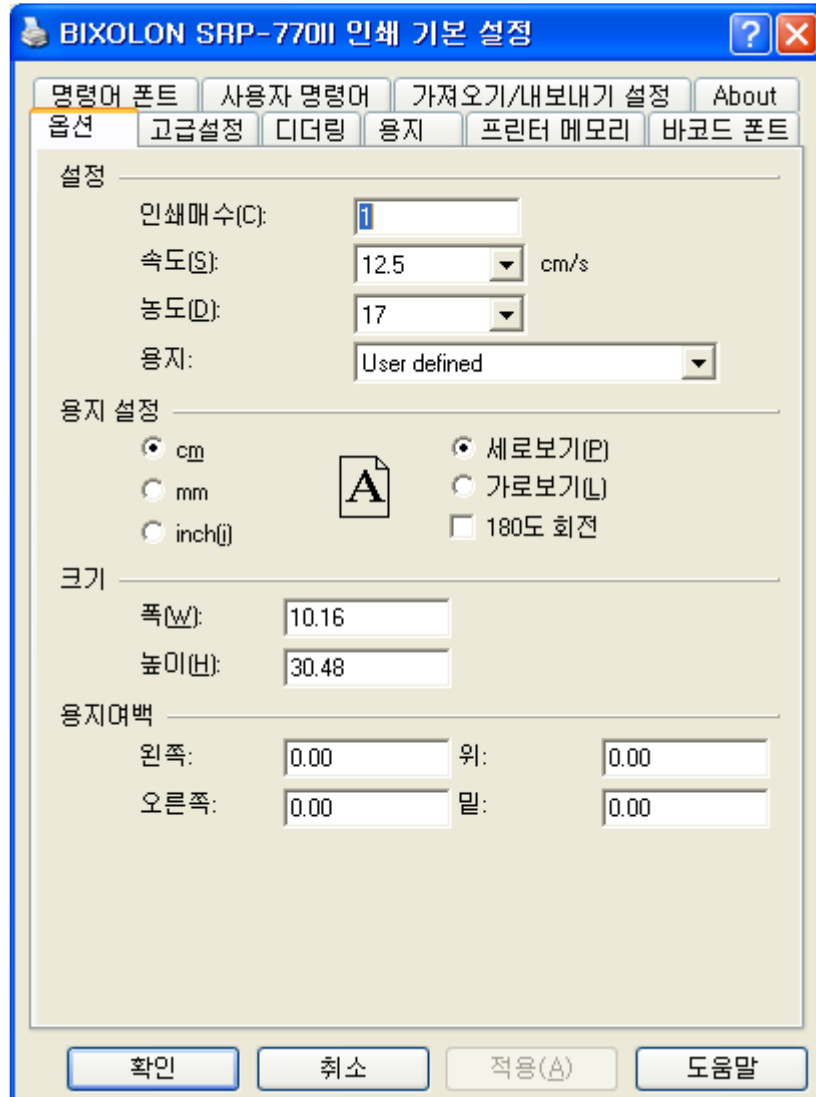 BIXOLON SRP-770II 인쇄 기본 설정
명령어 폰트 사용자 명령어 가져오기/내보내기 설정 About
옵션 고급설정 디더링 용지 프린터 메모리 바코드 폰트
설정
인쇄매수(C): 1
속도(S): 12.5 cm/s
농도(D): 17
용지: User defined
용지 설정
cm 세로보기(P)
mm A 가로보기(L)
inch(i) 180도 회전
크기
폭(W): 10.16
높이(H): 30.48
용지여백
왼쪽: 0.00 위: 0.00
오른쪽: 0.00 밑: 0.00
확인 취소 적용(A) 도움말